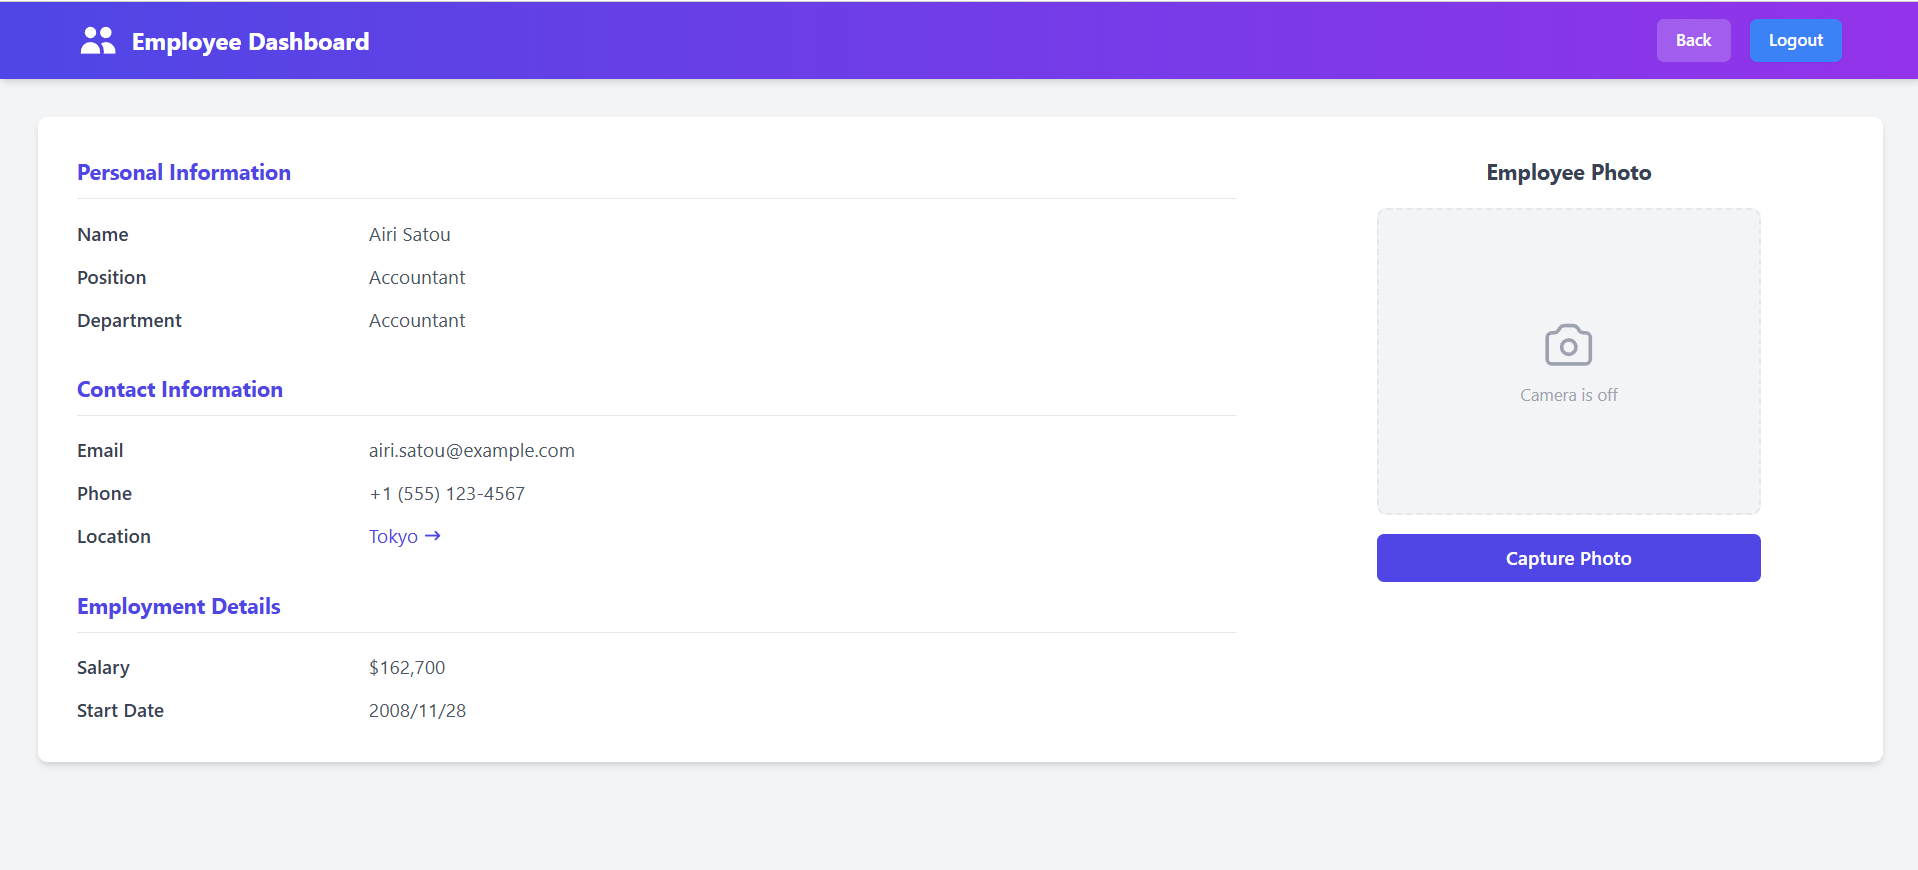 Employee Dashboard
Back
Logout
Personal Information
Name Airi Satou
Position Accountant
Department Accountant
Contact Information
Email airi.satou@example.com
Phone +1 (555) 123-4567
Location Tokyo →
Employment Details
Salary $162,700
Start Date 2008/11/28
Employee Photo
Camera is off
Capture Photo